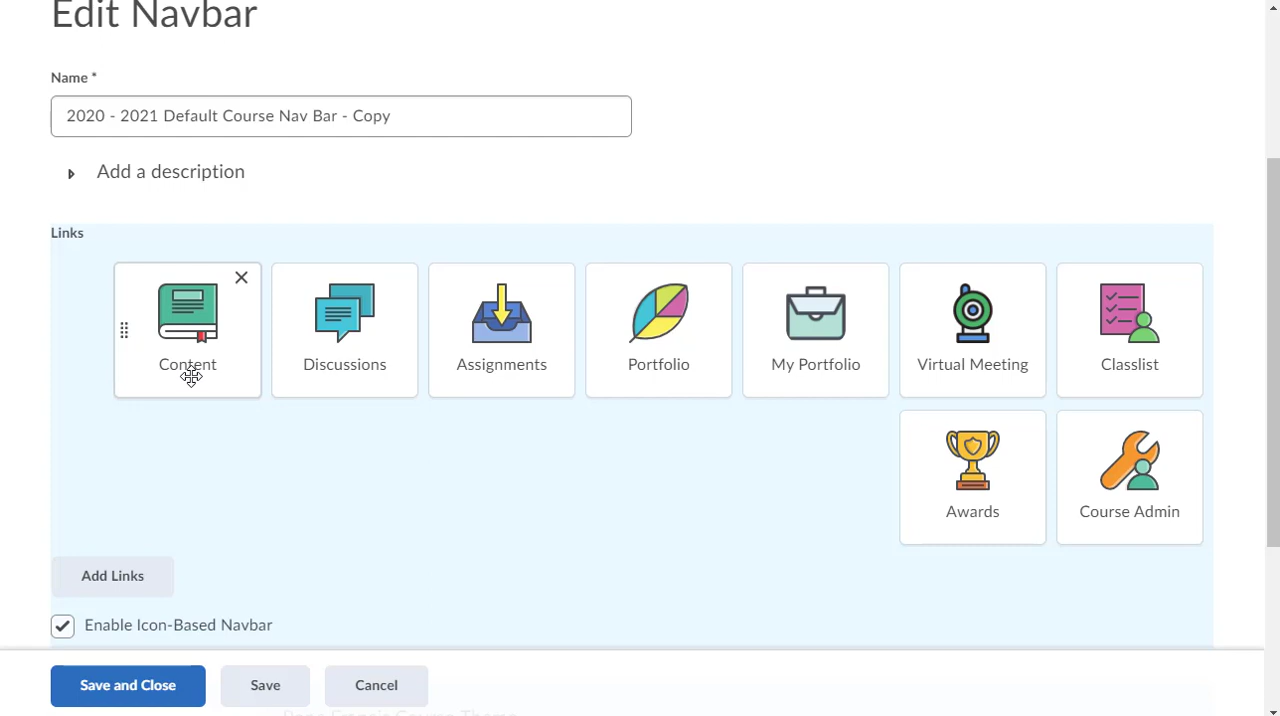 Edit Navbar
Name *
2020 - 2021 Default Course Nav Bar - Copy
Add a description
Links
Content
Discussions
Assignments
Portfolio
My Portfolio
Virtual Meeting
Classlist
Awards
Course Admin
Add Links
Enable Icon-Based Navbar
Save and Close
Save
Cancel